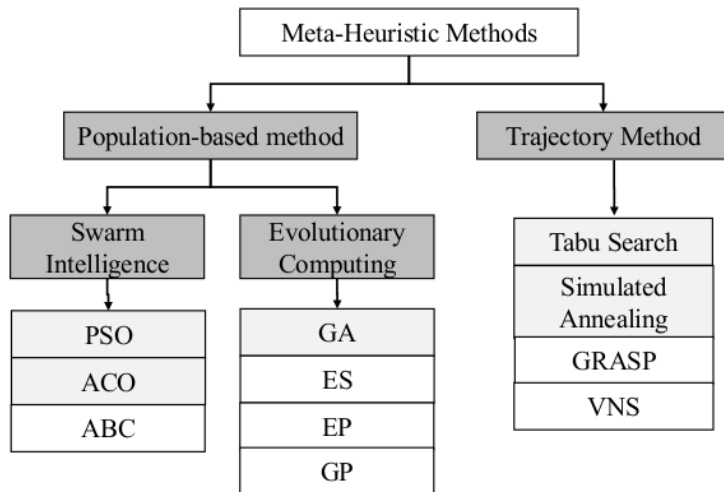 Meta-Heuristic Methods
Population-based method
Trajectory Method
Swarm
Intelligence
Evolutionary
Computing
PSO
ACO
ABC
GA
ES
EP
GP
Tabu Search
Simulated
Annealing
GRASP
VNS